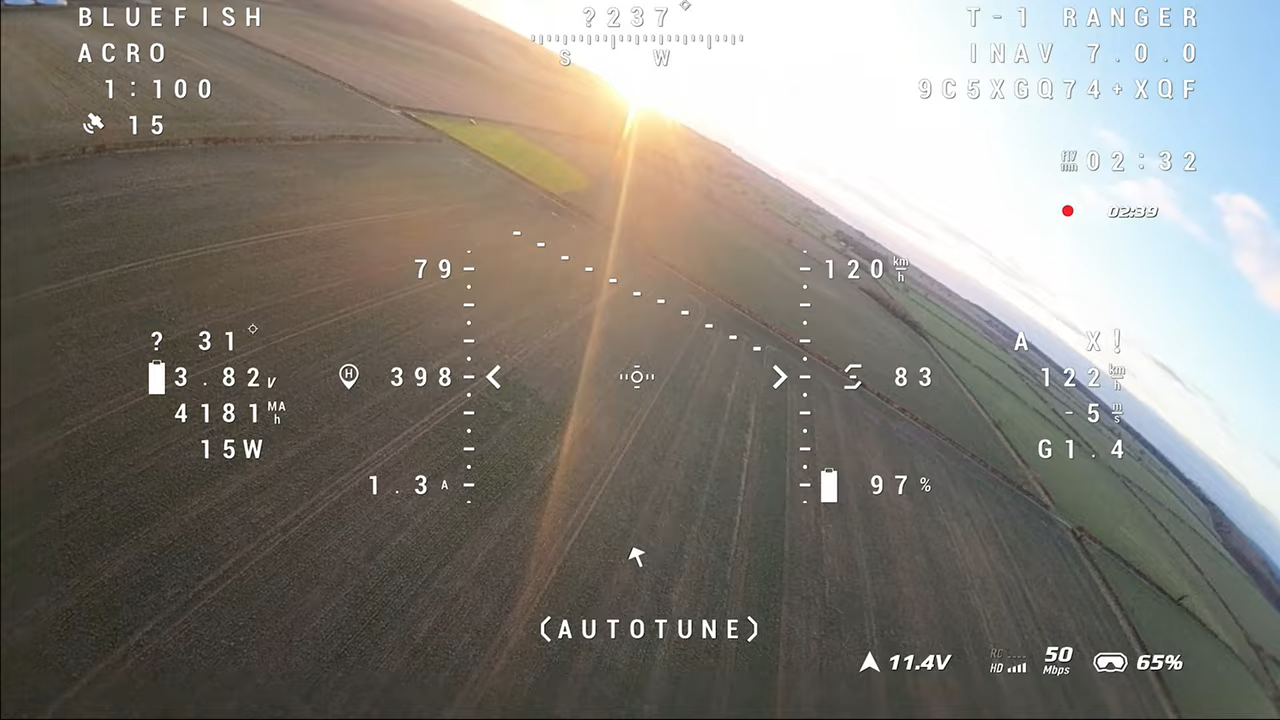 BLUEFISH
ACRO
1:100
15
?237°
S W
T-1 RANGER
INAV 7.0.0
9C5XGQ74+XQF
FLY mn 02:32
02:39
79
120 km/h
? 31°
3.82V
4181 MAh
15W
398
83
A X!
122 km/h
-5 m/s
G1.4
1.3 A
97 %
(AUTOTUNE)
11.4V
RC ----
HD
50 Mbps
65%